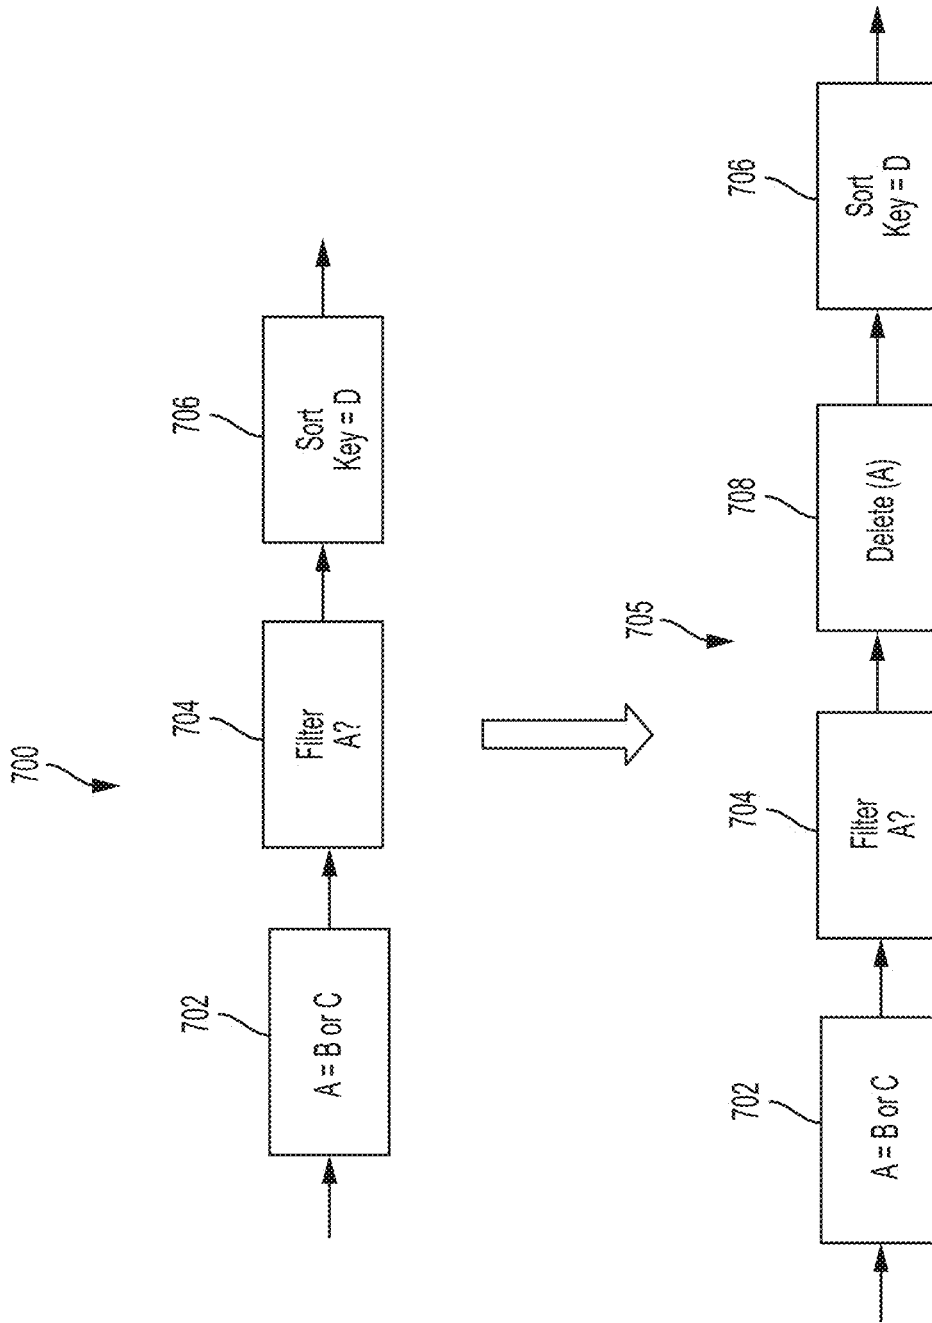 700
702
A = B or C
704
Filter
A?
706
Sort
Key = D
705
702
A = B or C
704
Filter
A?
708
Delete (A)
706
Sort
Key = D